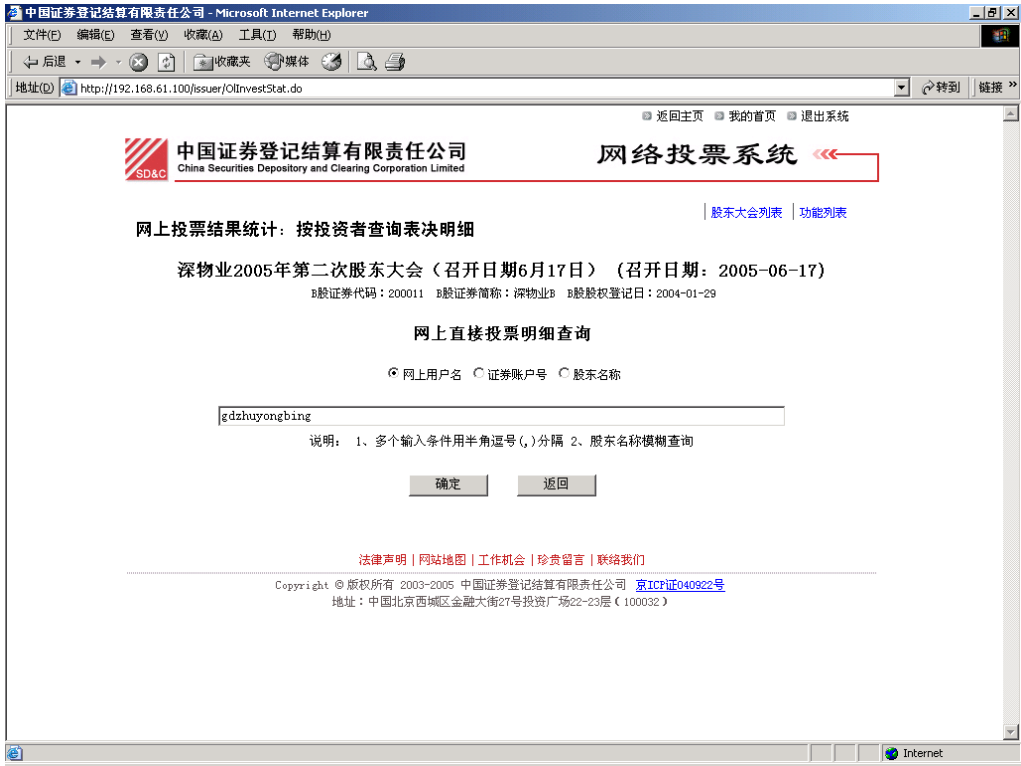 中国证券登记结算有限责任公司 - Microsoft Internet Explorer
文件(F) 编辑(E) 查看(V) 收藏(A) 工具(T) 帮助(H)
后退 收藏夹 媒体
地址(D) http://192.168.61.100/issuer/OlInvestStat.do 转到 链接 »
返回主页 我的首页 退出系统
中国证券登记结算有限责任公司 网络投票系统
SD&C China Securities Depository and Clearing Corporation Limited
股东大会列表 功能列表
网上投票结果统计：按投资者查询表决明细
深物业2005年第二次股东大会（召开日期6月17日）（召开日期：2005-06-17)
B股证券代码：200011 B股证券简称：深物业B B股股权登记日：2004-01-29
网上直接投票明细查询
网上用户名 证券账户号 股东名称
gdzhuyongbing
说明： 1、多个输入条件用半角逗号(,)分隔 2、股东名称模糊查询
确定 返回
法律声明 | 网站地图 | 工作机会 | 珍贵留言 | 联络我们
Copyright ©版权所有 2003-2005 中国证券登记结算有限责任公司 京ICP证040922号
地址：中国北京西城区金融大街27号投资广场22-23层（100032）
Internet